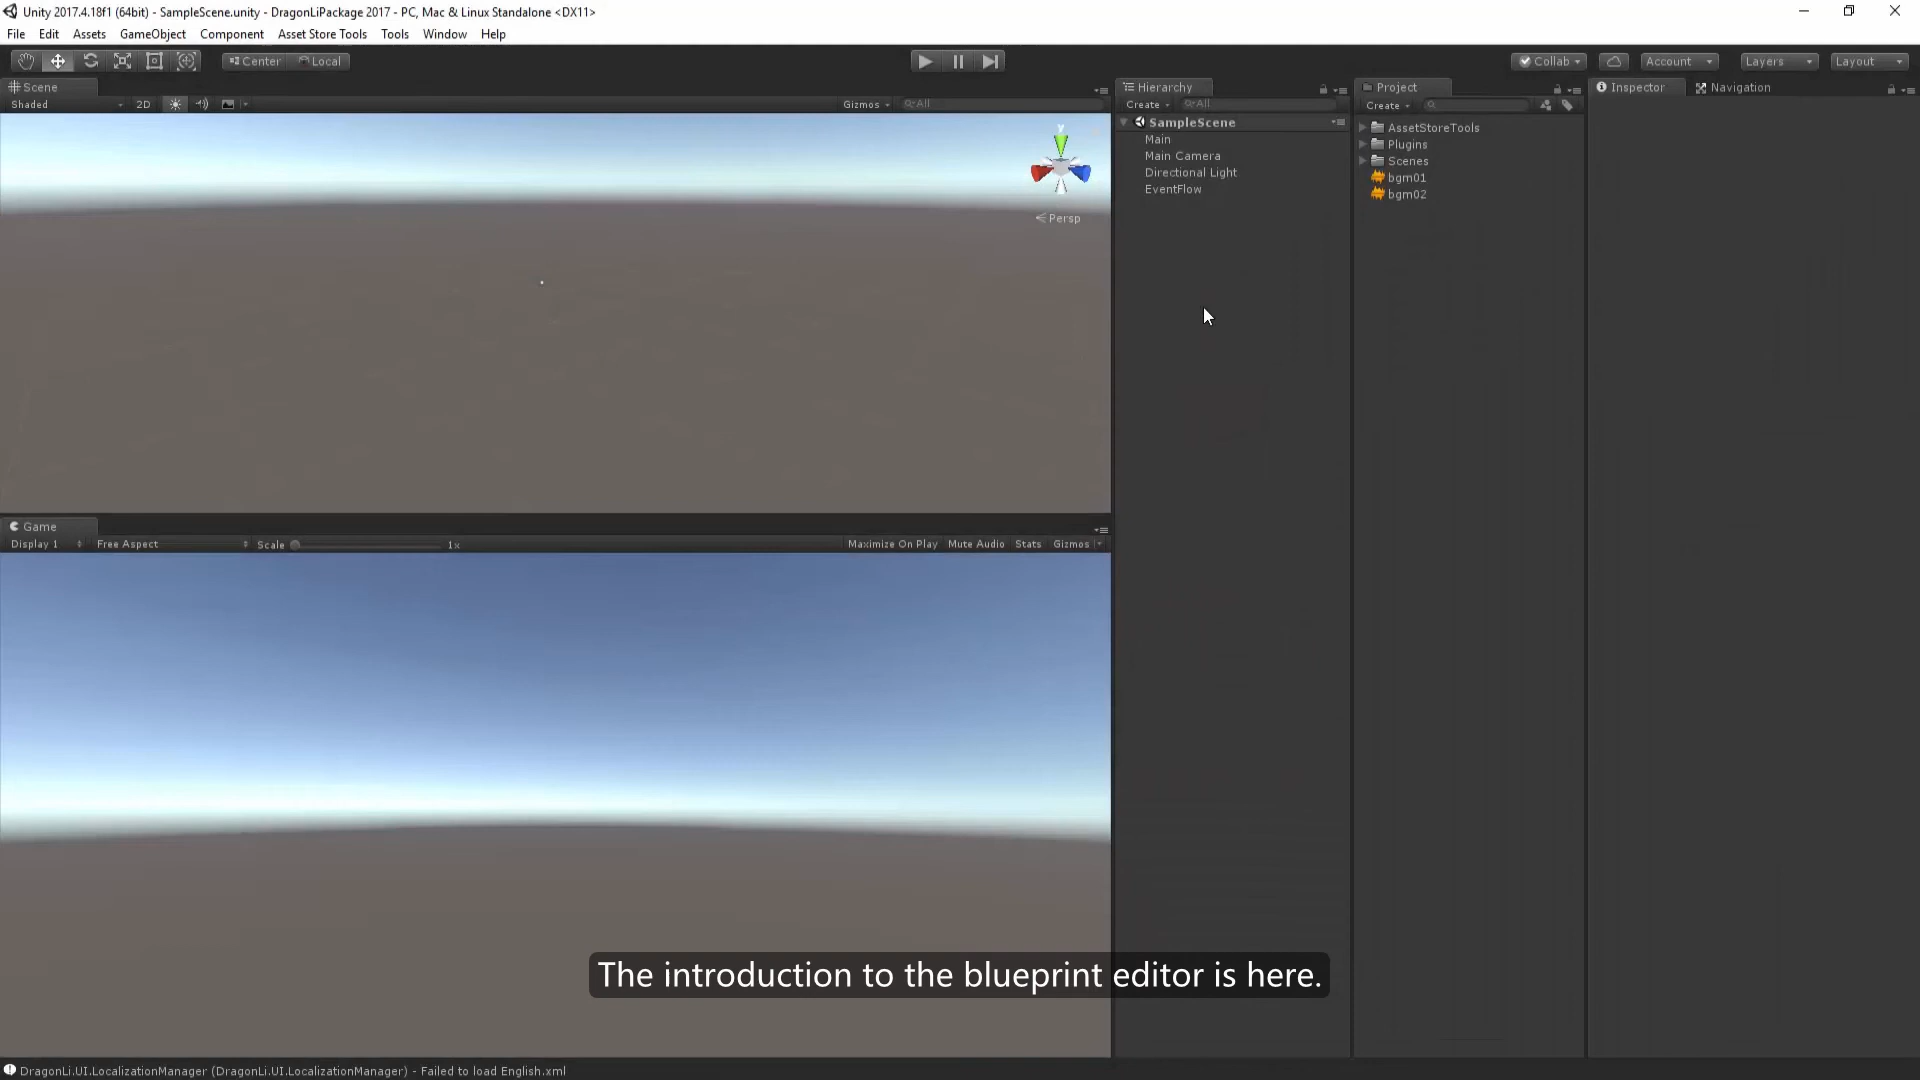 Unity 2017.4.18f1 (64bit) - SampleScene.unity - DragonLiPackage 2017 - PC, Mac & Linux Standalone <DX11>
File Edit Assets GameObject Component Asset Store Tools Tools Window Help
Center Local
Collab Account Layers Layout
Scene
Shaded 2D Gizmos All
y
Persp
Game
Display 1 Free Aspect Scale 1x Maximize On Play Mute Audio Stats Gizmos
Hierarchy
Create All
SampleScene
Main
Main Camera
Directional Light
EventFlow
Project
Create
AssetStoreTools
Plugins
Scenes
bgm01
bgm02
Inspector Navigation
The introduction to the blueprint editor is here.
DragonLi.UI.LocalizationManager (DragonLi.UI.LocalizationManager) - Failed to load English.xml